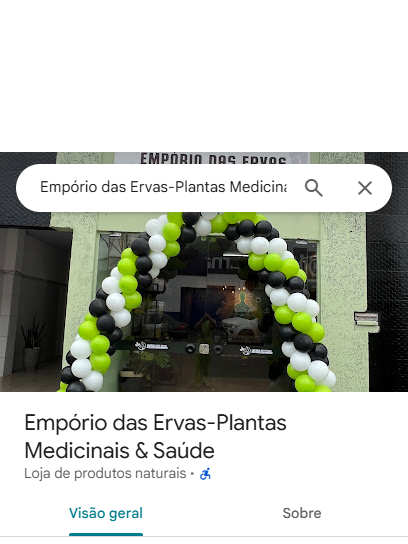 EMPÓRIO DAS ERVAS
Empório das Ervas-Plantas Medicina
Empório das Ervas-Plantas
Medicinais & Saúde
Loja de produtos naturais •
Visão geral
Sobre